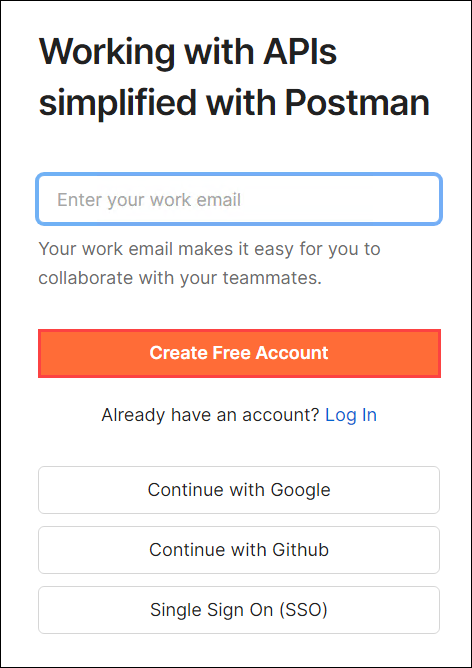 Working with APIs
simplified with Postman
Enter your work email
Your work email makes it easy for you to
collaborate with your teammates.
Create Free Account
Already have an account? Log In
Continue with Google
Continue with Github
Single Sign On (SSO)